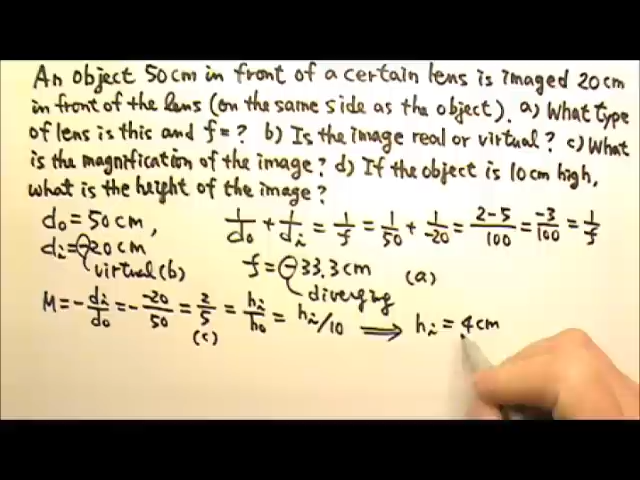 An object 50cm in front of a certain lens is imaged 20cm
in front of the lens (on the same side as the object). a) What type
of lens is this and f=? b) Is the image real or virtual? c) What
is the magnification of the image? d) If the object is 10cm high,
what is the height of the image?
do = 50cm, 1/do + 1/di = 1/f = 1/50 + 1/-20 = 2-5/100 = -3/100 = 1/f
di = -20cm
virtual (b) f = -33.3cm (a)
diverging
M = - di/do = - -20/50 = 2/5 = hi/ho = hi/10 ⟹ hi = 4cm
(c)